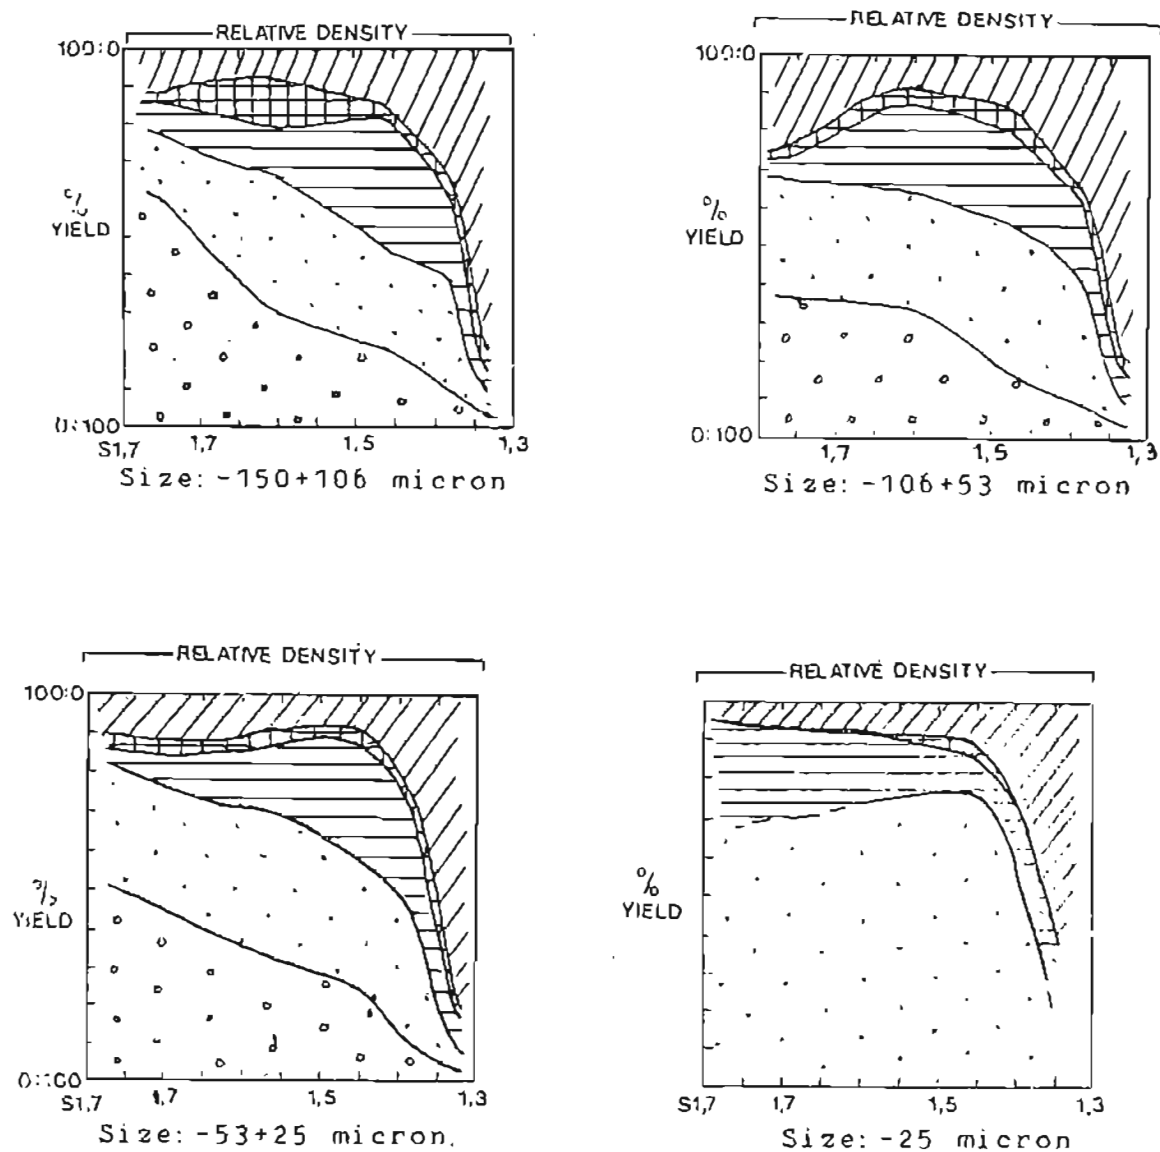 RELATIVE DENSITY
100:0
% YIELD
0:100
S1,7 1,7 1,5 1,3
Size: -150+106 micron
RELATIVE DENSITY
100:0
% YIELD
0:100
1,7 1,5 1,3
Size: -106+53 micron
RELATIVE DENSITY
100:0
% YIELD
0:100
S1,7 1,7 1,5 1,3
Size: -53+25 micron.
RELATIVE DENSITY
% YIELD
S1,7 1,7 1,5 1,3
Size: -25 micron